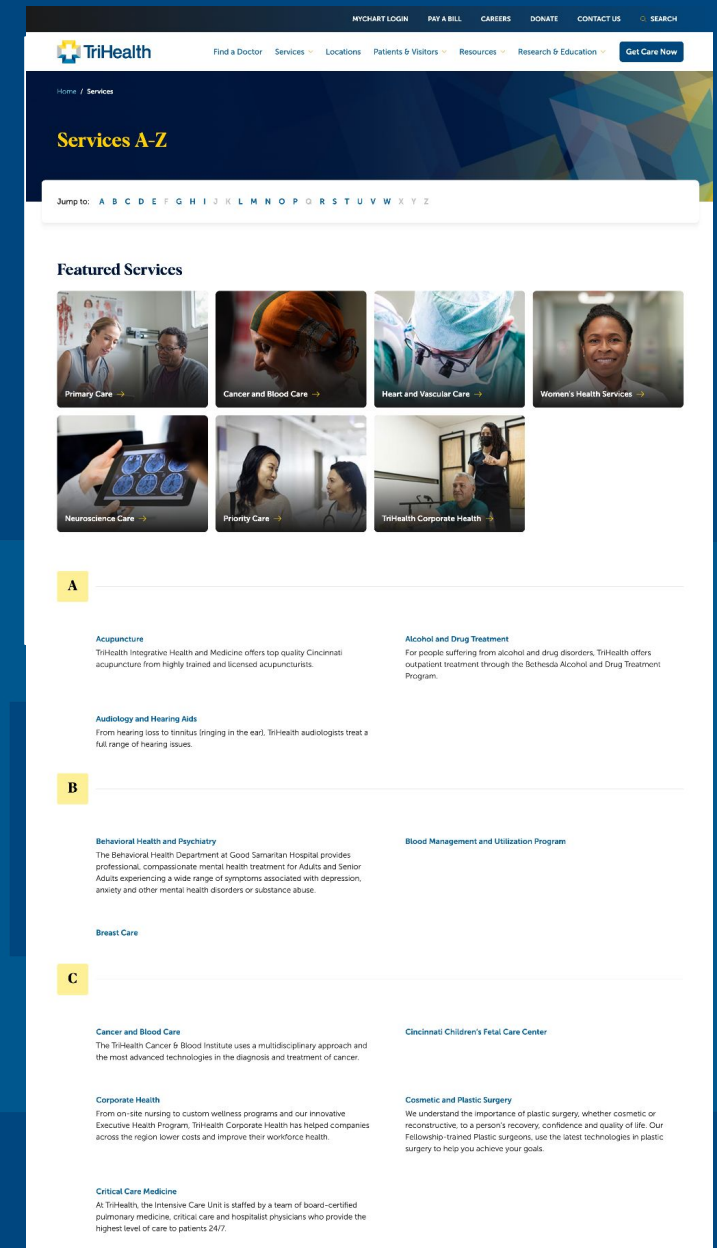 MYCHART LOGIN PAY A BILL CAREERS DONATE CONTACT US SEARCH
TriHealth Find a Doctor Services Locations Patients & Visitors Resources Research & Education Get Care Now
Home / Services
Services A-Z
Jump to: A B C D E F G H I J K L M N O P Q R S T U V W X Y Z
Featured Services
Primary Care → Cancer and Blood Care → Heart and Vascular Care → Women's Health Services →
Neuroscience Care → Priority Care → TriHealth Corporate Health →
A
Acupuncture
TriHealth Integrative Health and Medicine offers top quality Cincinnati
acupuncture from highly trained and licensed acupuncturists.
Alcohol and Drug Treatment
For people suffering from alcohol and drug disorders, TriHealth offers
outpatient treatment through the Bethesda Alcohol and Drug Treatment
Program.
Audiology and Hearing Aids
From hearing loss to tinnitus (ringing in the ear), TriHealth audiologists treat a
full range of hearing issues.
B
Behavioral Health and Psychiatry
The Behavioral Health Department at Good Samaritan Hospital provides
professional, compassionate mental health treatment for Adults and Senior
Adults experiencing a wide range of symptoms associated with depression,
anxiety and other mental health disorders or substance abuse.
Blood Management and Utilization Program
Breast Care
C
Cancer and Blood Care
The TriHealth Cancer & Blood Institute uses a multidisciplinary approach and
the most advanced technologies in the diagnosis and treatment of cancer.
Cincinnati Children's Fetal Care Center
Corporate Health
From on-site nursing to custom wellness programs and our innovative
Executive Health Program, TriHealth Corporate Health has helped companies
across the region lower costs and improve their workforce health.
Cosmetic and Plastic Surgery
We understand the importance of plastic surgery, whether cosmetic or
reconstructive, to a person's recovery, confidence and quality of life. Our
Fellowship-trained Plastic surgeons, use the latest technologies in plastic
surgery to help you achieve your goals.
Critical Care Medicine
At TriHealth, the Intensive Care Unit is staffed by a team of board-certified
pulmonary medicine, critical care and hospitalist physicians who provide the
highest level of care to patients 24/7.